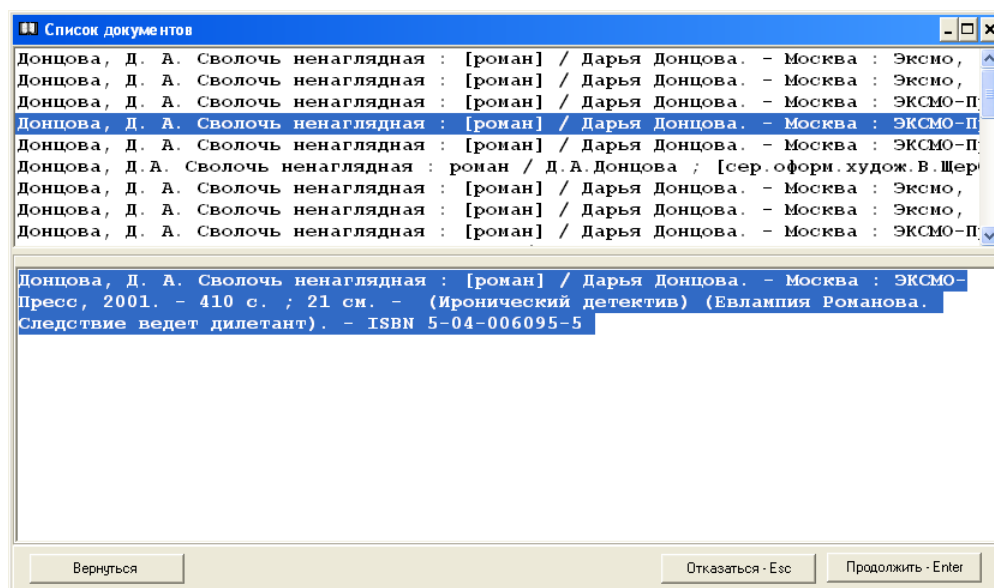 Список документов
Донцова, Д. А. Сволочь ненаглядная : [роман] / Дарья Донцова. - Москва : Эксмо,
Донцова, Д. А. Сволочь ненаглядная : [роман] / Дарья Донцова. - Москва : Эксмо,
Донцова, Д. А. Сволочь ненаглядная : [роман] / Дарья Донцова. - Москва : ЭКСМО-П
Донцова, Д. А. Сволочь ненаглядная : [роман] / Дарья Донцова. - Москва : ЭКСМО-П
Донцова, Д. А. Сволочь ненаглядная : [роман] / Дарья Донцова. - Москва : ЭКСМО-П
Донцова, Д.А. Сволочь ненаглядная : роман / Д.А.Донцова ; [сер.оформ.худож.В.Щер
Донцова, Д. А. Сволочь ненаглядная : [роман] / Дарья Донцова. - Москва : Эксмо,
Донцова, Д. А. Сволочь ненаглядная : [роман] / Дарья Донцова. - Москва : Эксмо,
Донцова, Д. А. Сволочь ненаглядная : [роман] / Дарья Донцова. - Москва : ЭКСМО-П
Донцова, Д. А. Сволочь ненаглядная : [роман] / Дарья Донцова. - Москва : ЭКСМО-
Пресс, 2001. - 410 с. ; 21 см. - (Иронический детектив) (Евлампия Романова.
Следствие ведет дилетант). - ISBN 5-04-006095-5
Вернуться Отказаться - Esc Продолжить - Enter